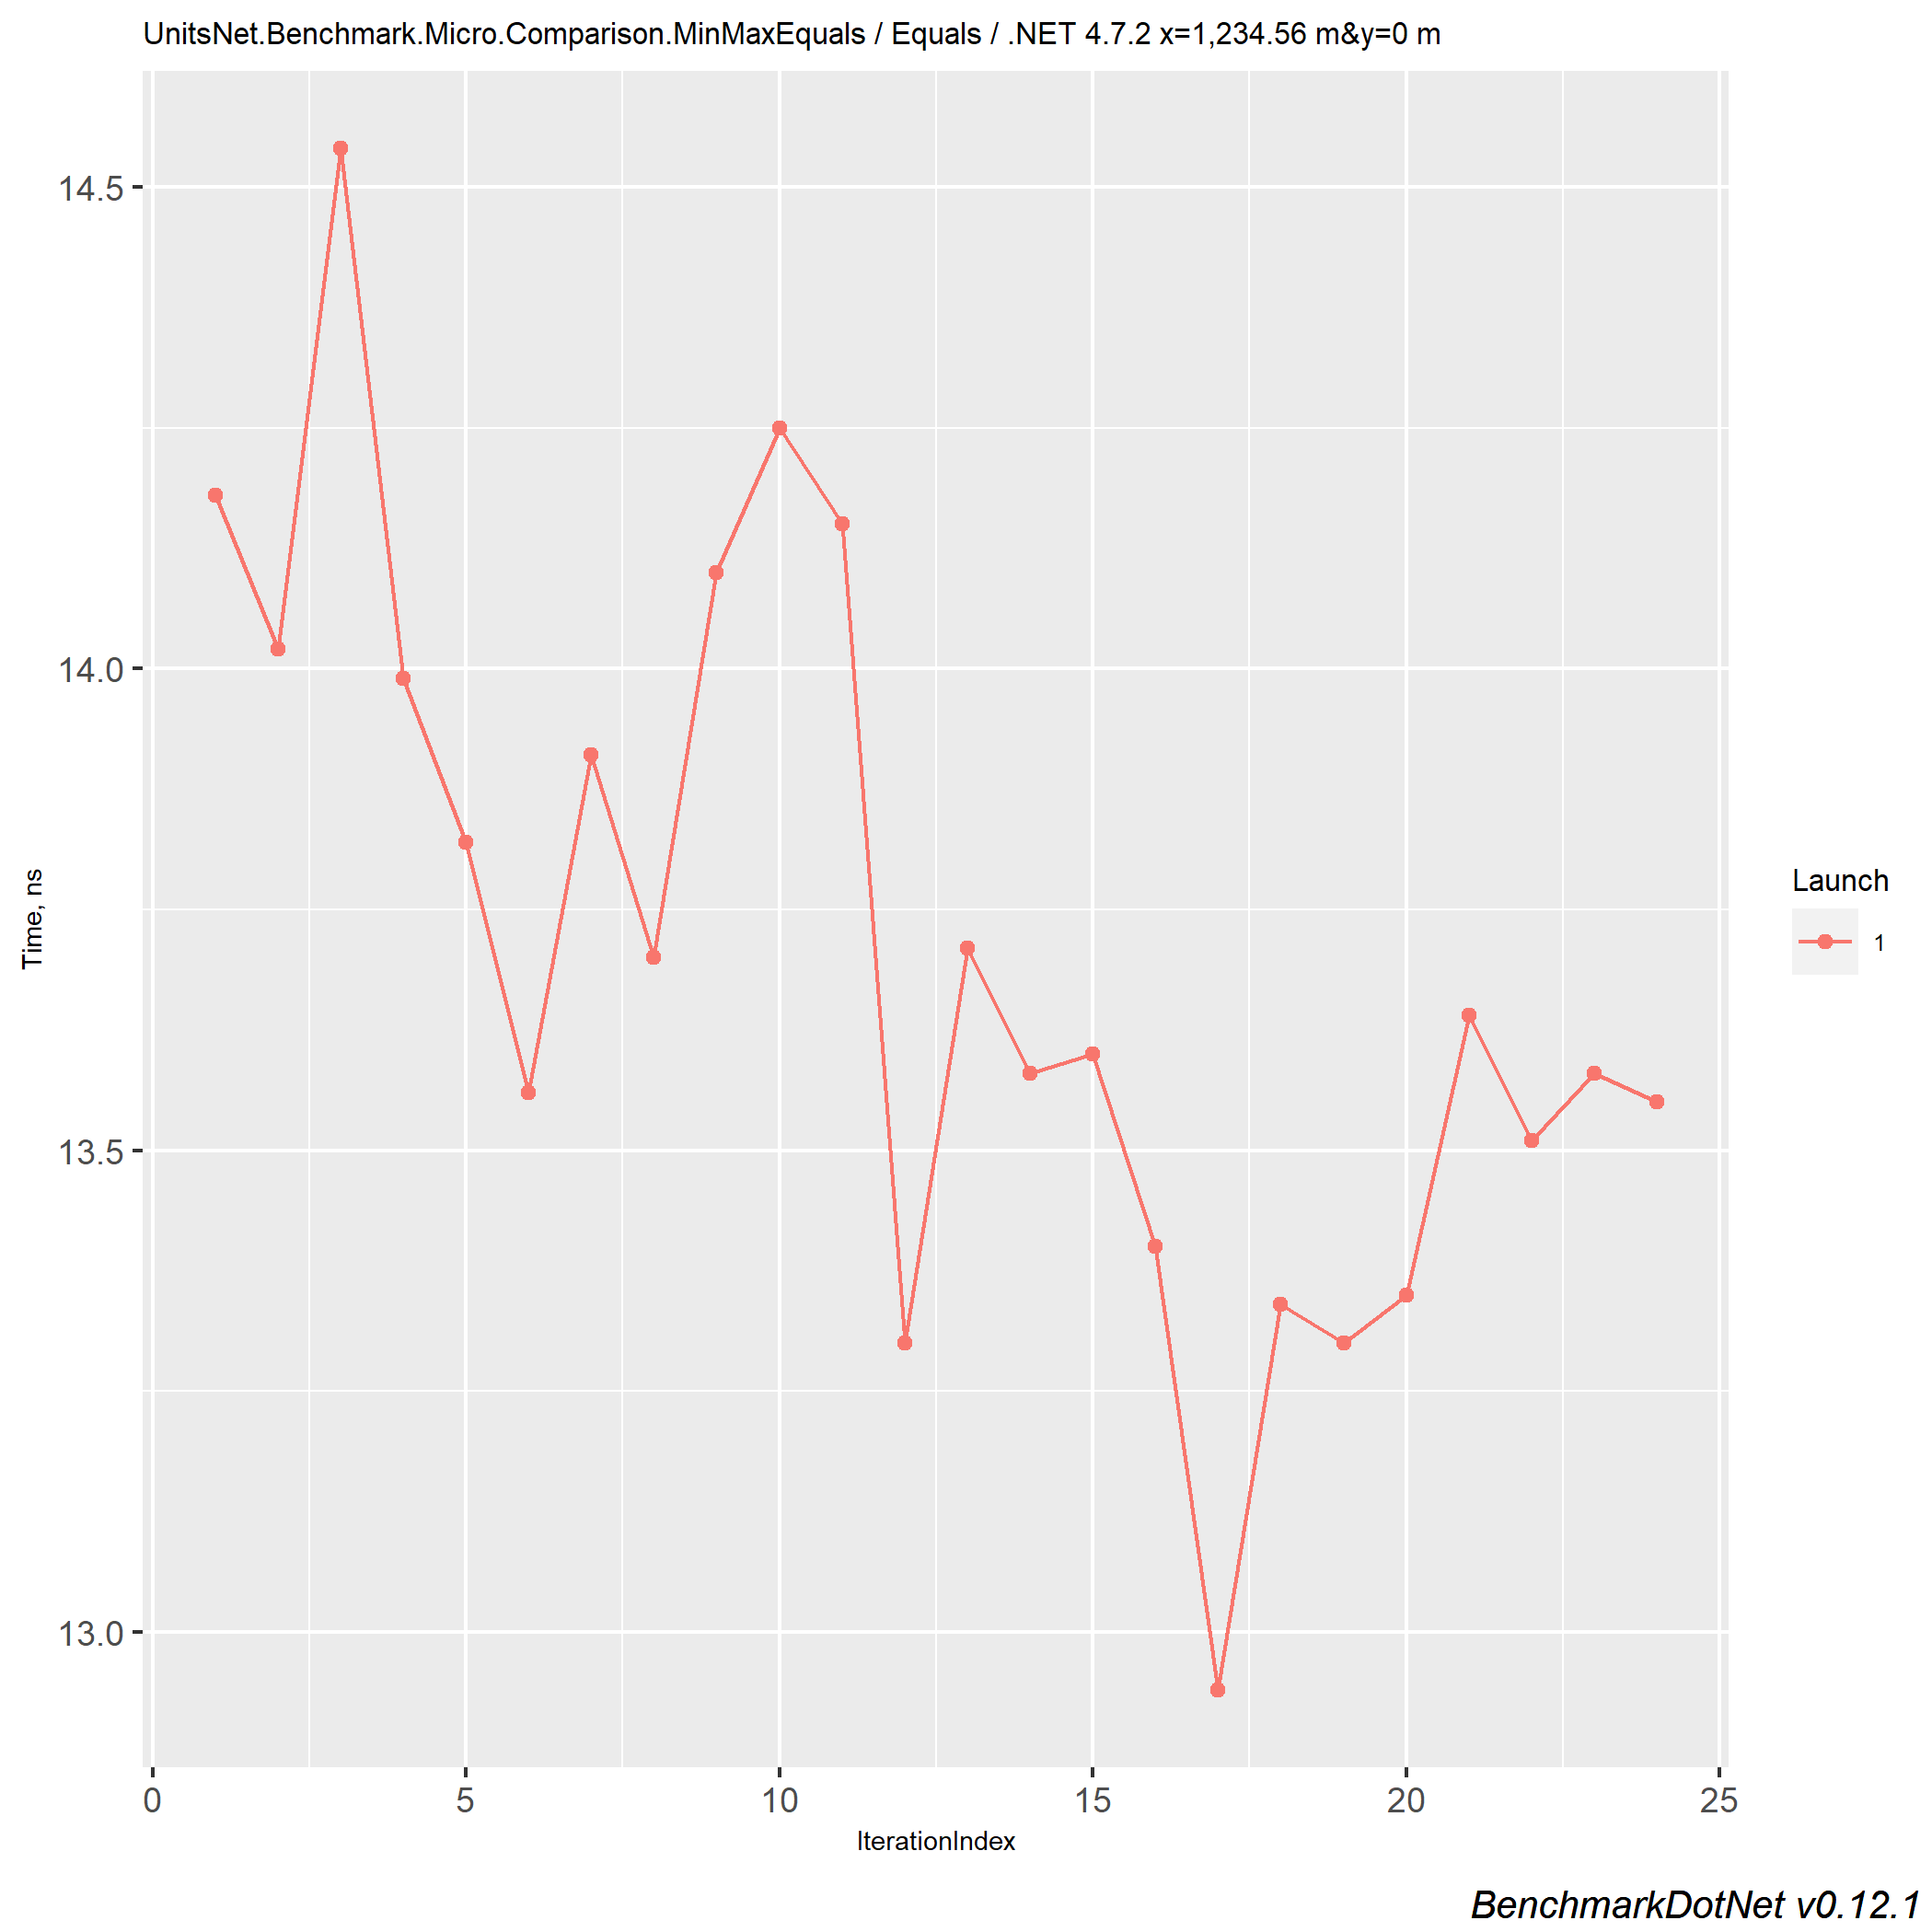 UnitsNet.Benchmark.Micro.Comparison.MinMaxEquals / Equals / .NET 4.7.2 x=1,234.56 m&y=0 m
14.5
14.0
13.5
13.0
Time, ns
0 5 10 15 20 25
IterationIndex
Launch
1
BenchmarkDotNet v0.12.1